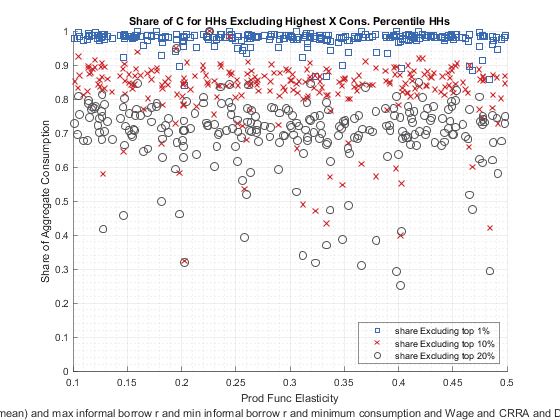 Share of C for HHs Excluding Highest X Cons. Percentile HHs
1
0.9
0.8
0.7
0.6
0.5
0.4
0.3
0.2
0.1
0
Share of Aggregate Consumption
share Excluding top 1%
share Excluding top 10%
share Excluding top 20%
0.1 0.15 0.2 0.25 0.3 0.35 0.4 0.45 0.5
Prod Func Elasticity
mean) and max informal borrow r and min informal borrow r and minimum consumption and Wage and CRRA and